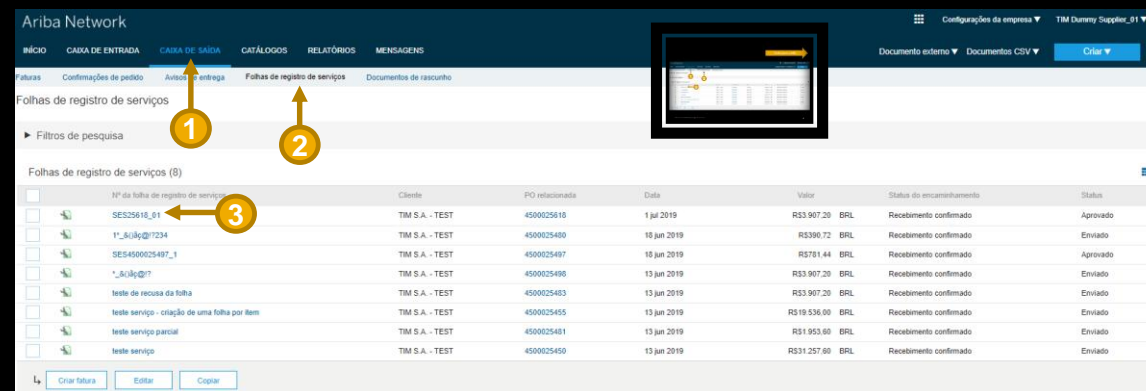 Ariba Network
Configurações da empresa ▼ TIM Dummy Supplier_01 ▼
INÍCIO CAIXA DE ENTRADA CAIXA DE SAÍDA CATÁLOGOS RELATÓRIOS MENSAGENS
Documento externo ▼ Documentos CSV ▼ Criar ▼
Faturas Confirmações de pedido Avisos de entrega Folhas de registro de serviços Documentos de rascunho
Folhas de registro de serviços
1
2
► Filtros de pesquisa
Folhas de registro de serviços (8)
Nº da folha de registro de serviços Cliente PO relacionada Data Valor Status do encaminhamento Status
SES25618_01 3 TIM S.A. - TEST 4500025618 1 jul 2019 R$3.907,20 BRL Recebimento confirmado Aprovado
TIM S.A. - TEST 4500025480 18 jun 2019 R$390,72 BRL Recebimento confirmado Enviado
SES4500025497_1 TIM S.A. - TEST 4500025497 18 jun 2019 R$781,44 BRL Recebimento confirmado Aprovado
TIM S.A. - TEST 4500025498 13 jun 2019 R$3.907,20 BRL Recebimento confirmado Enviado
teste de recusa da folha TIM S.A. - TEST 4500025483 13 jun 2019 R$3.907,20 BRL Recebimento confirmado Enviado
teste serviço - criação de uma folha por item TIM S.A. - TEST 4500025455 13 jun 2019 R$19.536,00 BRL Recebimento confirmado Enviado
teste serviço parcial TIM S.A. - TEST 4500025481 13 jun 2019 R$1.953,60 BRL Recebimento confirmado Enviado
teste serviço TIM S.A. - TEST 4500025450 13 jun 2019 R$31.257,60 BRL Recebimento confirmado Enviado
Criar fatura Editar Copiar